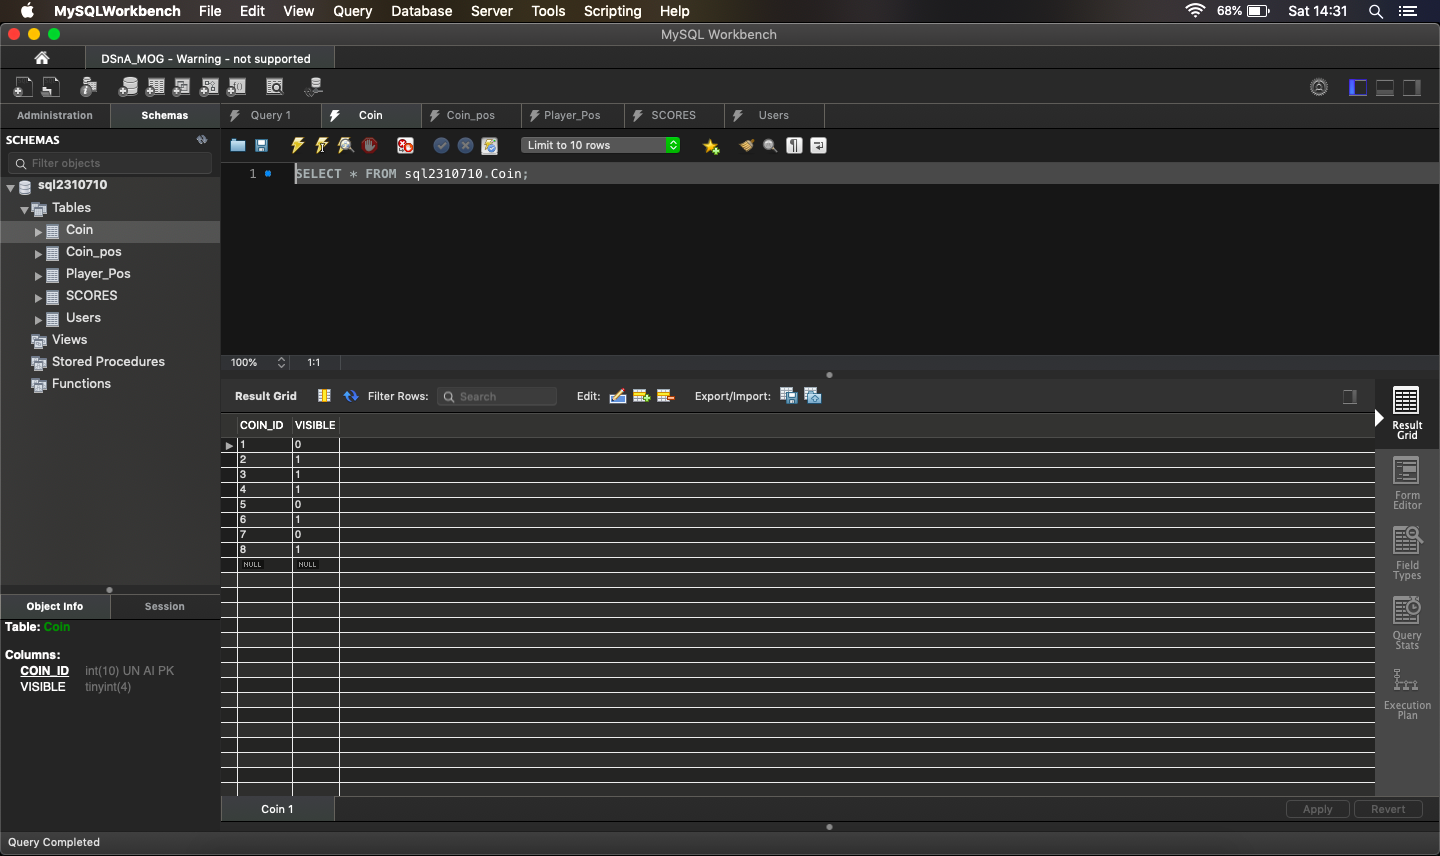 MySQLWorkbench File Edit View Query Database Server Tools Scripting Help 68% Sat 14:31
MySQL Workbench
DSnA_MOG - Warning - not supported
Administration Schemas Query 1 Coin Coin_pos Player_Pos SCORES Users
SCHEMAS
Filter objects
Limit to 10 rows
sql2310710
Tables
Coin
Coin_pos
Player_Pos
SCORES
Users
Views
Stored Procedures
Functions
1 SELECT * FROM sql2310710.Coin;
100% 1:1
Result Grid Filter Rows: Search Edit: Export/Import:
COIN_ID VISIBLE
1 0
2 1
3 1
4 1
5 0
6 1
7 0
8 1
NULL NULL
Result
Grid
Form
Editor
Field
Types
Query
Stats
Execution
Plan
Object Info Session
Table: Coin
Columns:
COIN_ID int(10) UN AI PK
VISIBLE tinyint(4)
Coin 1 Apply Revert
Query Completed